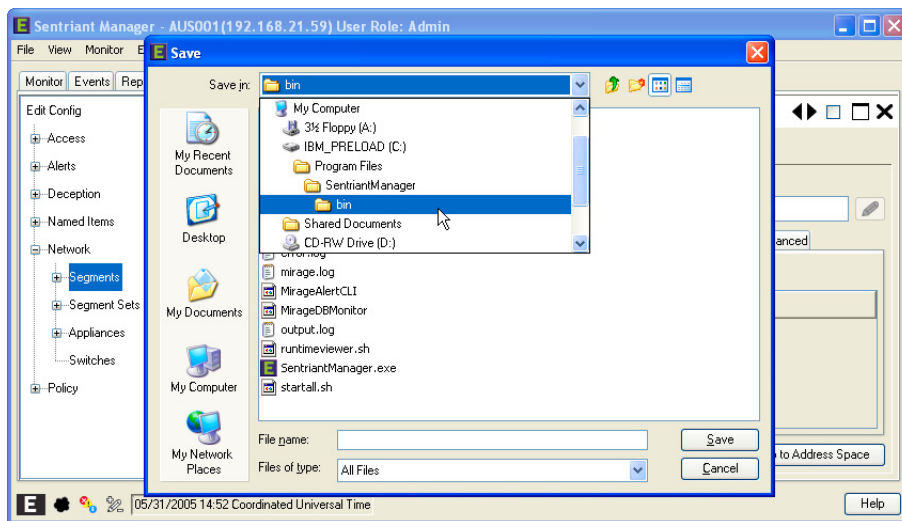 E Sentriant Manager - AUS001(192.168.21.59) User Role: Admin
File View Monitor E
Monitor Events Rep
Edit Config
Access
Alerts
Deception
Named Items
Network
Segments
Segment Sets
Appliances
Switches
Policy
E Save
Save in:
bin
My Computer
3½ Floppy (A:)
IBM_PRELOAD (C:)
Program Files
SentriantManager
bin
Shared Documents
CD-RW Drive (D:)
error.log
mirage.log
MirageAlertCLI
MirageDBMonitor
output.log
runtimeviewer.sh
SentriantManager.exe
startall.sh
My Recent
Documents
Desktop
My Documents
My Computer
My Network
Places
File name:
Save
Files of type:
All Files
Cancel
anced
to Address Space
E
05/31/2005 14:52 Coordinated Universal Time
Help